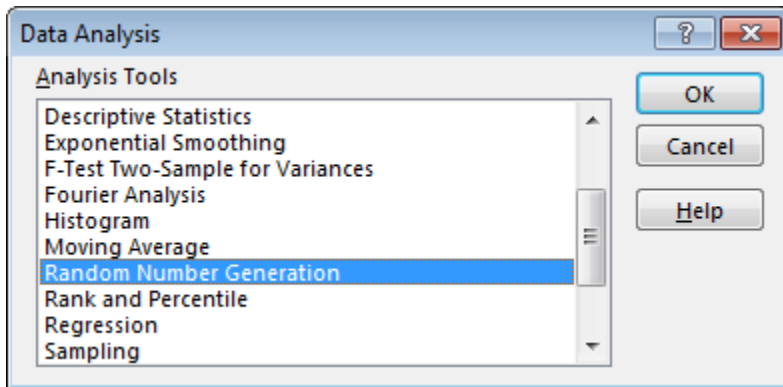 Data Analysis
Analysis Tools
Descriptive Statistics
Exponential Smoothing
F-Test Two-Sample for Variances
Fourier Analysis
Histogram
Moving Average
Random Number Generation
Rank and Percentile
Regression
Sampling
OK
Cancel
Help